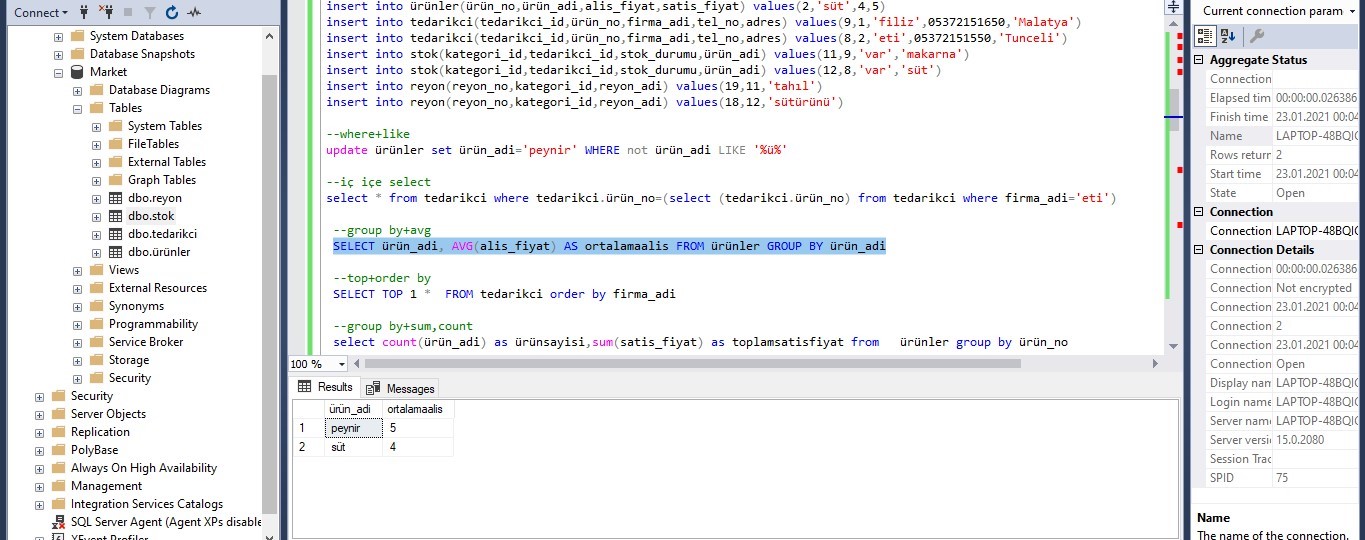 Connect
System Databases
Database Snapshots
Market
Database Diagrams
Tables
System Tables
FileTables
External Tables
Graph Tables
dbo.reyon
dbo.stok
dbo.tedarikci
dbo.ürünler
Views
External Resources
Synonyms
Programmability
Service Broker
Storage
Security
Security
Server Objects
Replication
PolyBase
Always On High Availability
Management
Integration Services Catalogs
SQL Server Agent (Agent XPs disable
XEvent Profiler
insert into ürünler(ürün_no,ürün_adi,alis_fiyat,satis_fiyat) values(2,'süt',4,5)
insert into tedarikci(tedarikci_id,ürün_no,firma_adi,tel_no,adres) values(9,1,'filiz',05372151650,'Malatya')
insert into tedarikci(tedarikci_id,ürün_no,firma_adi,tel_no,adres) values(8,2,'eti',05372151550,'Tunceli')
insert into stok(kategori_id,tedarikci_id,stok_durumu,ürün_adi) values(11,9,'var','makarna')
insert into stok(kategori_id,tedarikci_id,stok_durumu,ürün_adi) values(12,8,'var','süt')
insert into reyon(reyon_no,kategori_id,reyon_adi) values(19,11,'tahıl')
insert into reyon(reyon_no,kategori_id,reyon_adi) values(18,12,'sütürünü')
--where+like
update ürünler set ürün_adi='peynir' WHERE not ürün_adi LIKE '%ü%'
--iç içe select
select * from tedarikci where tedarikci.ürün_no=(select (tedarikci.ürün_no) from tedarikci where firma_adi='eti')
--group by+avg
SELECT ürün_adi, AVG(alis_fiyat) AS ortalamaalis FROM ürünler GROUP BY ürün_adi
--top+order by
SELECT TOP 1 *  FROM tedarikci order by firma_adi
--group by+sum,count
select count(ürün_adi) as ürünsayisi,sum(satis_fiyat) as toplamsatisfiyat from   ürünler group by ürün_no
100 %
Results Messages
ürün_adi ortalamaalis
1 peynir 5
2 süt 4
Current connection param
Aggregate Status
Connection
Elapsed tim 00:00:00.026386
Finish time 23.01.2021 00:04
Name LAPTOP-48BQIC
Rows returr 2
Start time 23.01.2021 00:04
State Open
Connection
Connection LAPTOP-48BQIC
Connection Details
Connection 00:00:00.026386
Connection Not encrypted
Connection 23.01.2021 00:04
Connection 2
Connection 23.01.2021 00:04
Connection Open
Display nan LAPTOP-48BQIC
Login name LAPTOP-48BQIC
Server name LAPTOP-48BQIC
Server versi 15.0.2080
Session Trac
SPID 75
Name
The name of the connection.